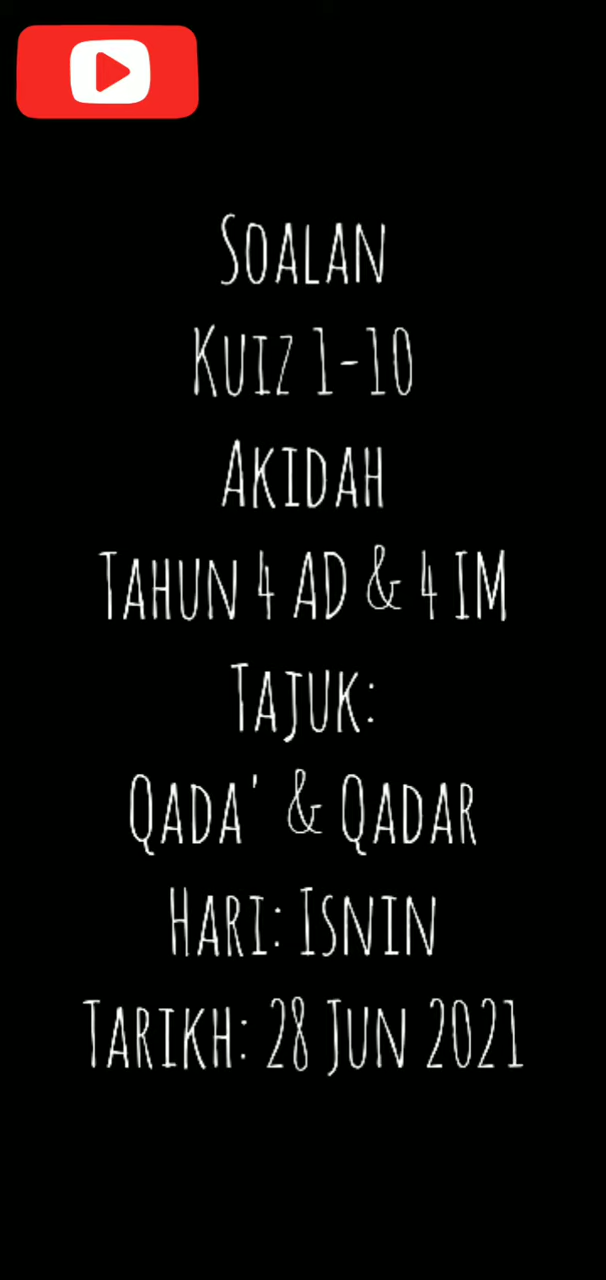 Soalan
Kuiz 1-10
Akidah
Tahun 4 AD & 4 IM
Tajuk:
Qada' & Qadar
Hari: Isnin
Tarikh: 28 Jun 2021